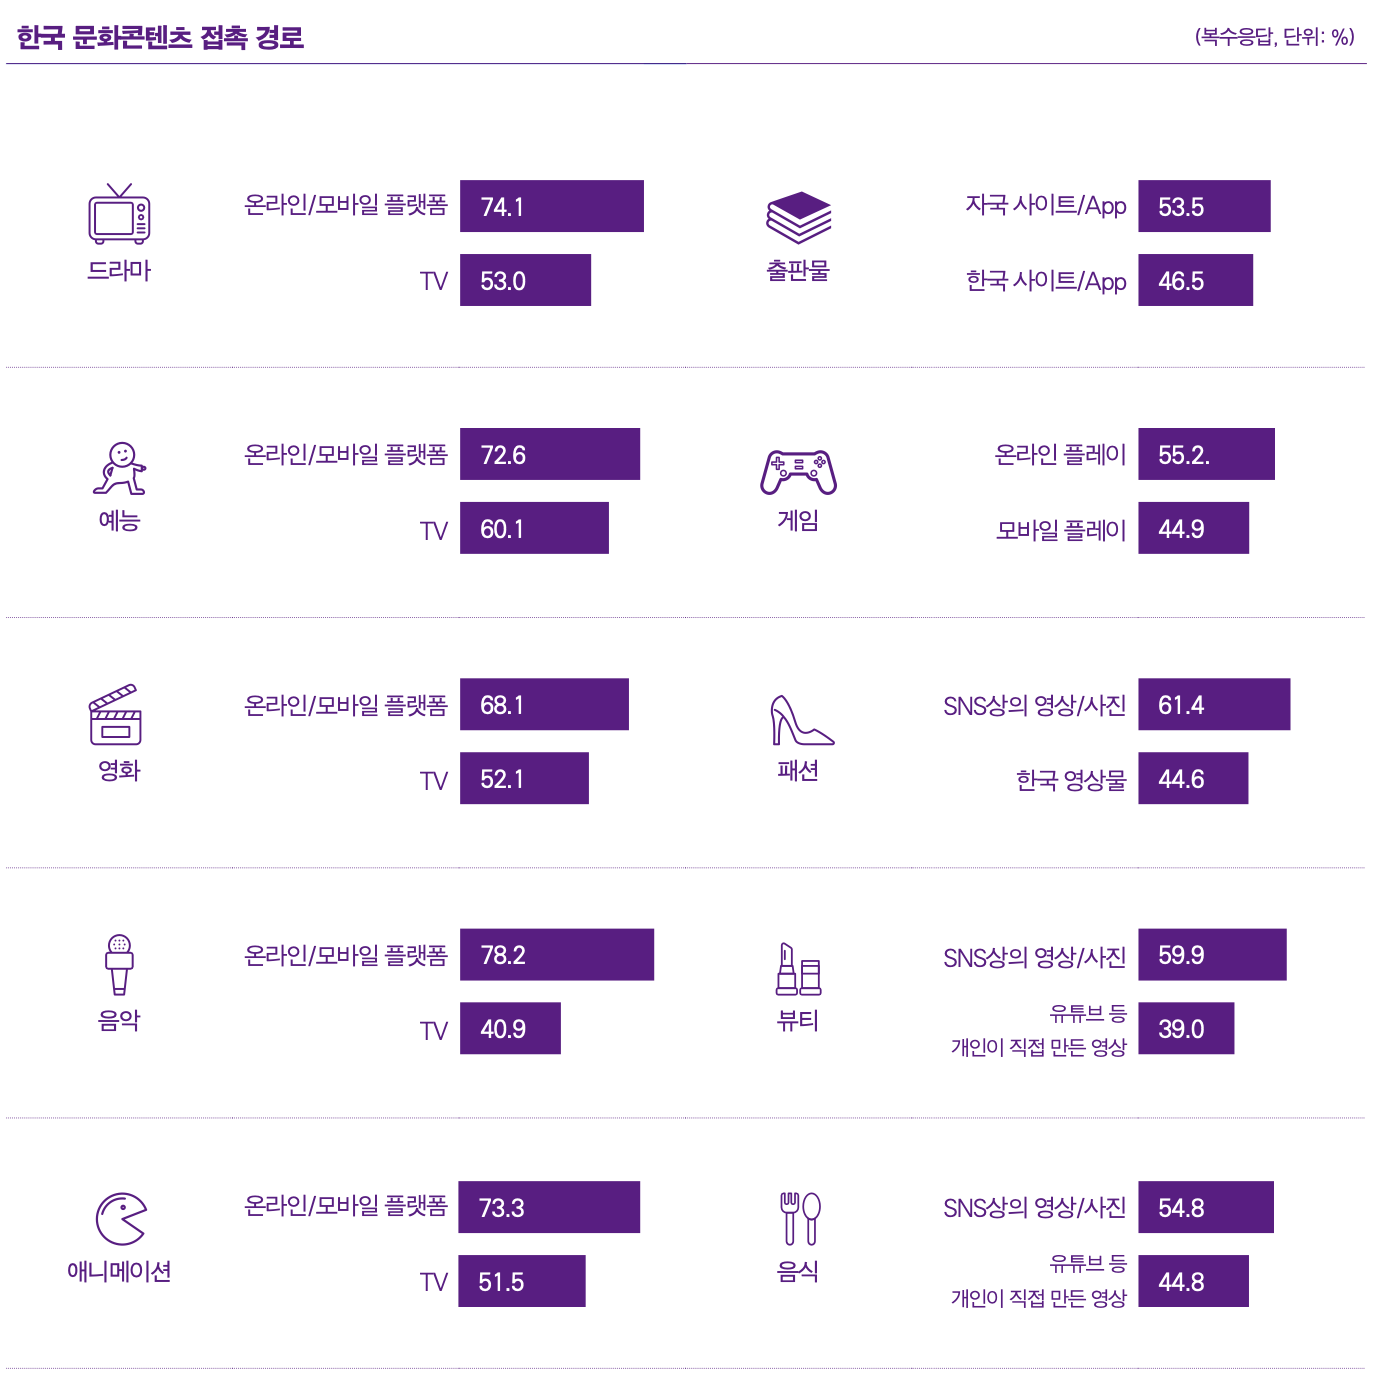 한국 문화콘텐츠 접촉 경로
(복수응답, 단위: %)
드라마
온라인/모바일 플랫폼 74.1
TV 53.0
출판물
자국 사이트/App 53.5
한국 사이트/App 46.5
예능
온라인/모바일 플랫폼 72.6
TV 60.1
게임
온라인 플레이 55.2.
모바일 플레이 44.9
영화
온라인/모바일 플랫폼 68.1
TV 52.1
패션
SNS상의 영상/사진 61.4
한국 영상물 44.6
음악
온라인/모바일 플랫폼 78.2
TV 40.9
뷰티
SNS상의 영상/사진 59.9
유튜브 등
개인이 직접 만든 영상 39.0
애니메이션
온라인/모바일 플랫폼 73.3
TV 51.5
음식
SNS상의 영상/사진 54.8
유튜브 등
개인이 직접 만든 영상 44.8